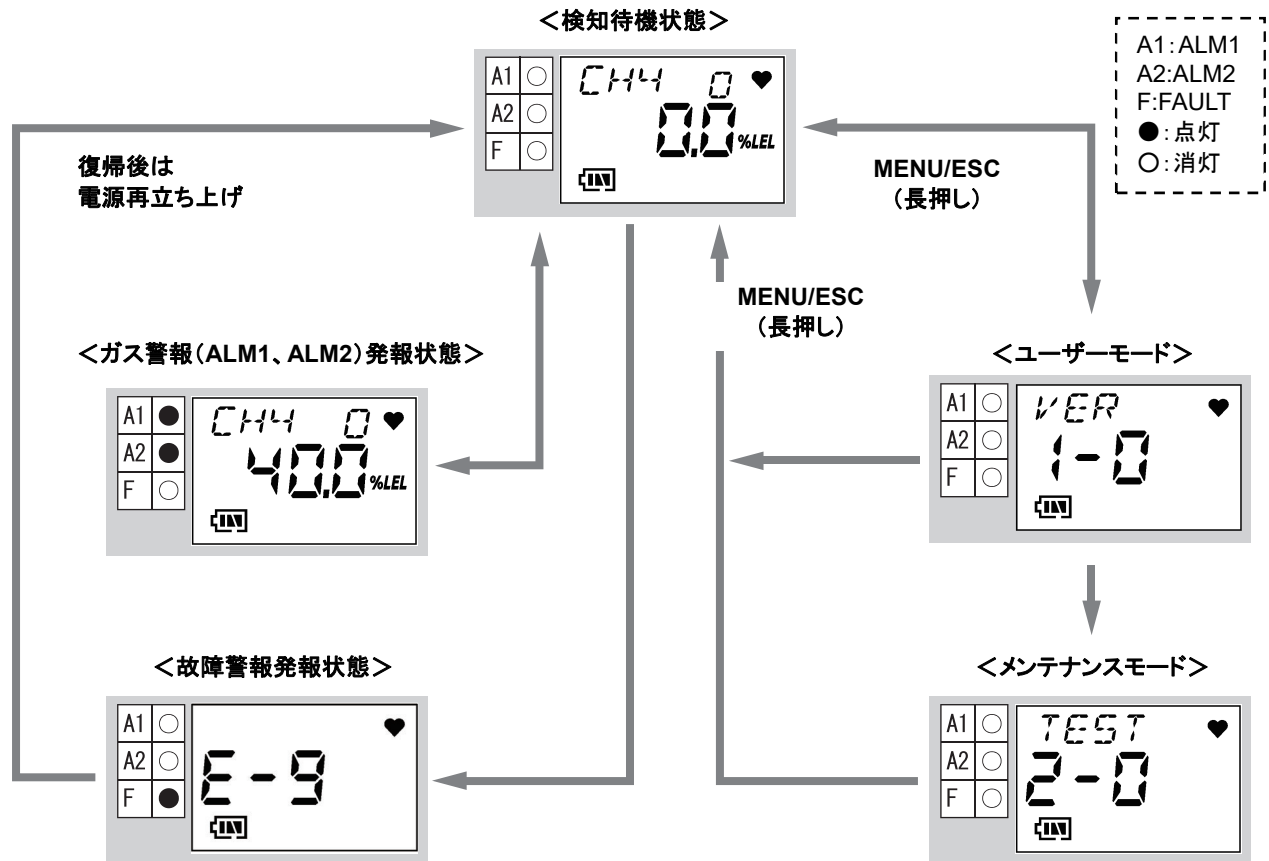 ＜検知待機状態＞
A1
A2
F
CH4 0
0.0 %LEL
A1:ALM1
A2:ALM2
F:FAULT
●:点灯
○:消灯
復帰後は
電源再立ち上げ
MENU/ESC
（長押し）
MENU/ESC
（長押し）
＜ガス警報（ALM1、ALM2）発報状態＞
A1
A2
F
CH4 0
40.0 %LEL
＜ユーザーモード＞
A1
A2
F
VER
1-0
＜故障警報発報状態＞
A1
A2
F
E-9
＜メンテナンスモード＞
A1
A2
F
TEST
2-0